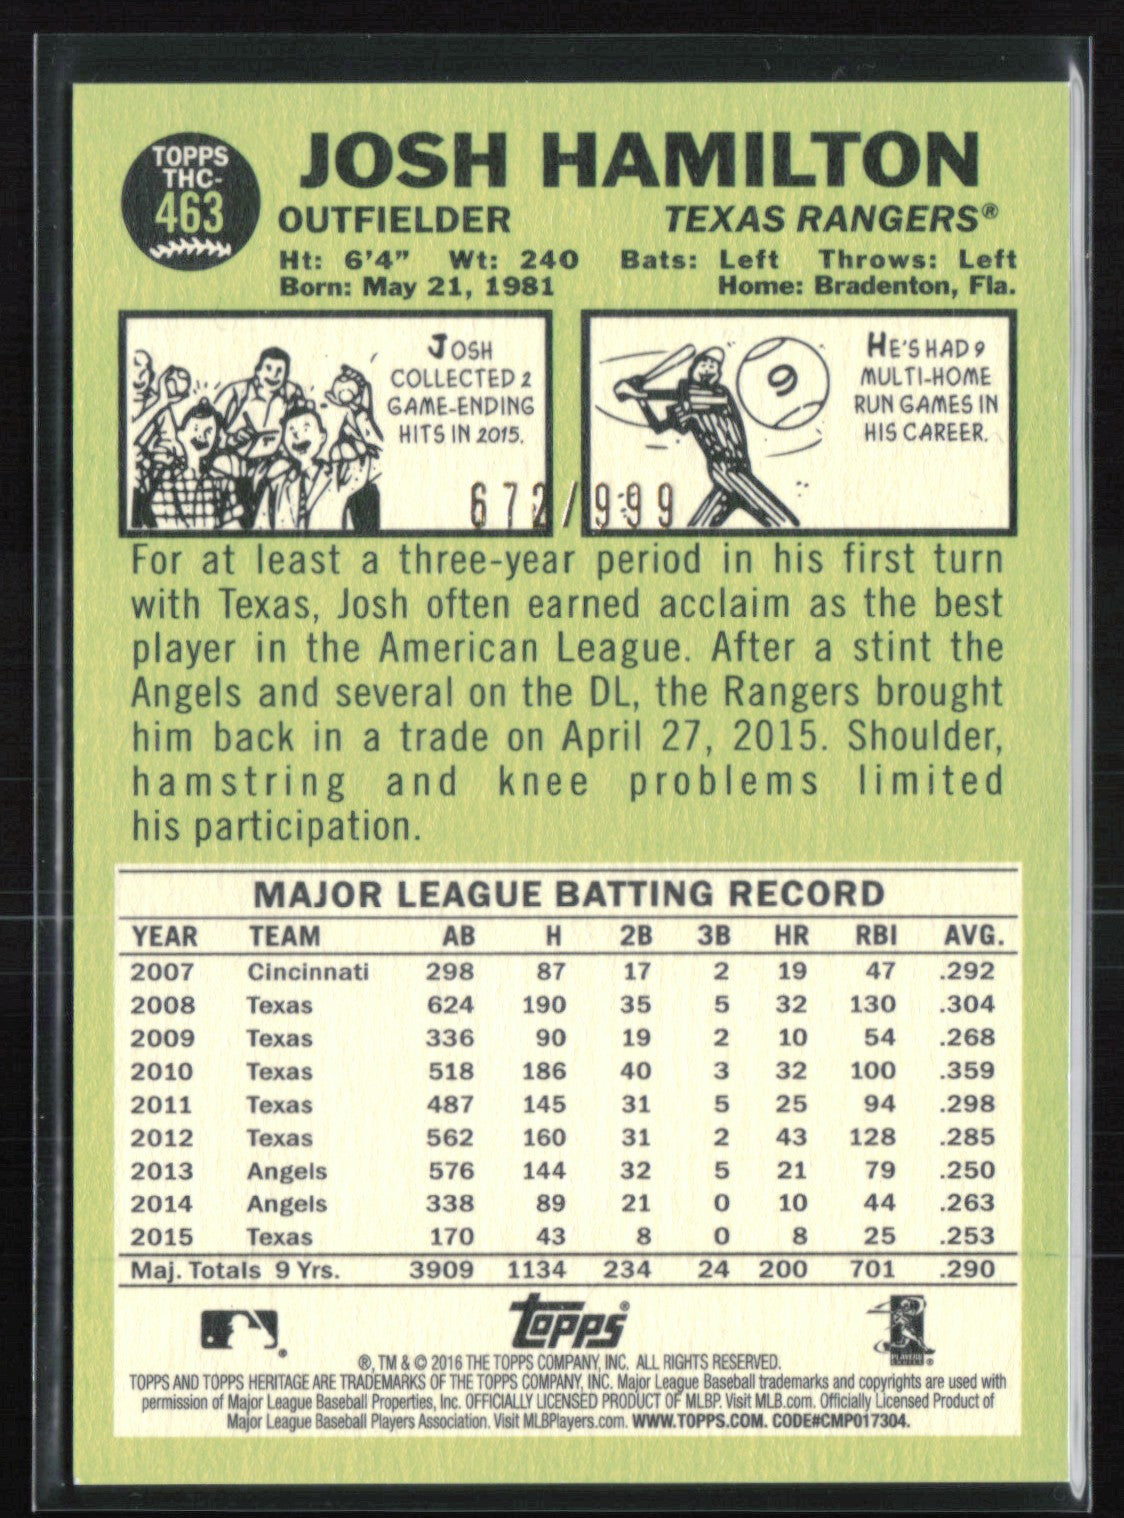 TOPPS
THC-
463
JOSH HAMILTON
OUTFIELDER TEXAS RANGERS®
Ht: 6'4" Wt: 240 Bats: Left Throws: Left
Born: May 21, 1981 Home: Bradenton, Fla.
JOSH
COLLECTED 2
GAME-ENDING
HITS IN 2015.
9
HE'S HAD 9
MULTI-HOME
RUN GAMES IN
HIS CAREER.
672/999
For at least a three-year period in his first turn
with Texas, Josh often earned acclaim as the best
player in the American League. After a stint the
Angels and several on the DL, the Rangers brought
him back in a trade on April 27, 2015. Shoulder,
hamstring and knee problems limited
his participation.
MAJOR LEAGUE BATTING RECORD
YEAR TEAM AB H 2B 3B HR RBI AVG.
2007 Cincinnati 298 87 17 2 19 47 .292
2008 Texas 624 190 35 5 32 130 .304
2009 Texas 336 90 19 2 10 54 .268
2010 Texas 518 186 40 3 32 100 .359
2011 Texas 487 145 31 5 25 94 .298
2012 Texas 562 160 31 2 43 128 .285
2013 Angels 576 144 32 5 21 79 .250
2014 Angels 338 89 21 0 10 44 .263
2015 Texas 170 43 8 0 8 25 .253
Maj. Totals 9 Yrs. 3909 1134 234 24 200 701 .290
topps®
PLAYERS
CHOICE
®, TM & © 2016 THE TOPPS COMPANY, INC. ALL RIGHTS RESERVED.
TOPPS AND TOPPS HERITAGE ARE TRADEMARKS OF THE TOPPS COMPANY, INC. Major League Baseball trademarks and copyrights are used with
permission of Major League Baseball Properties, Inc. OFFICIALLY LICENSED PRODUCT OF MLBP. Visit MLB.com. Officially Licensed Product of
Major League Baseball Players Association. Visit MLBPlayers.com. WWW.TOPPS.COM. CODE#CMP017304.